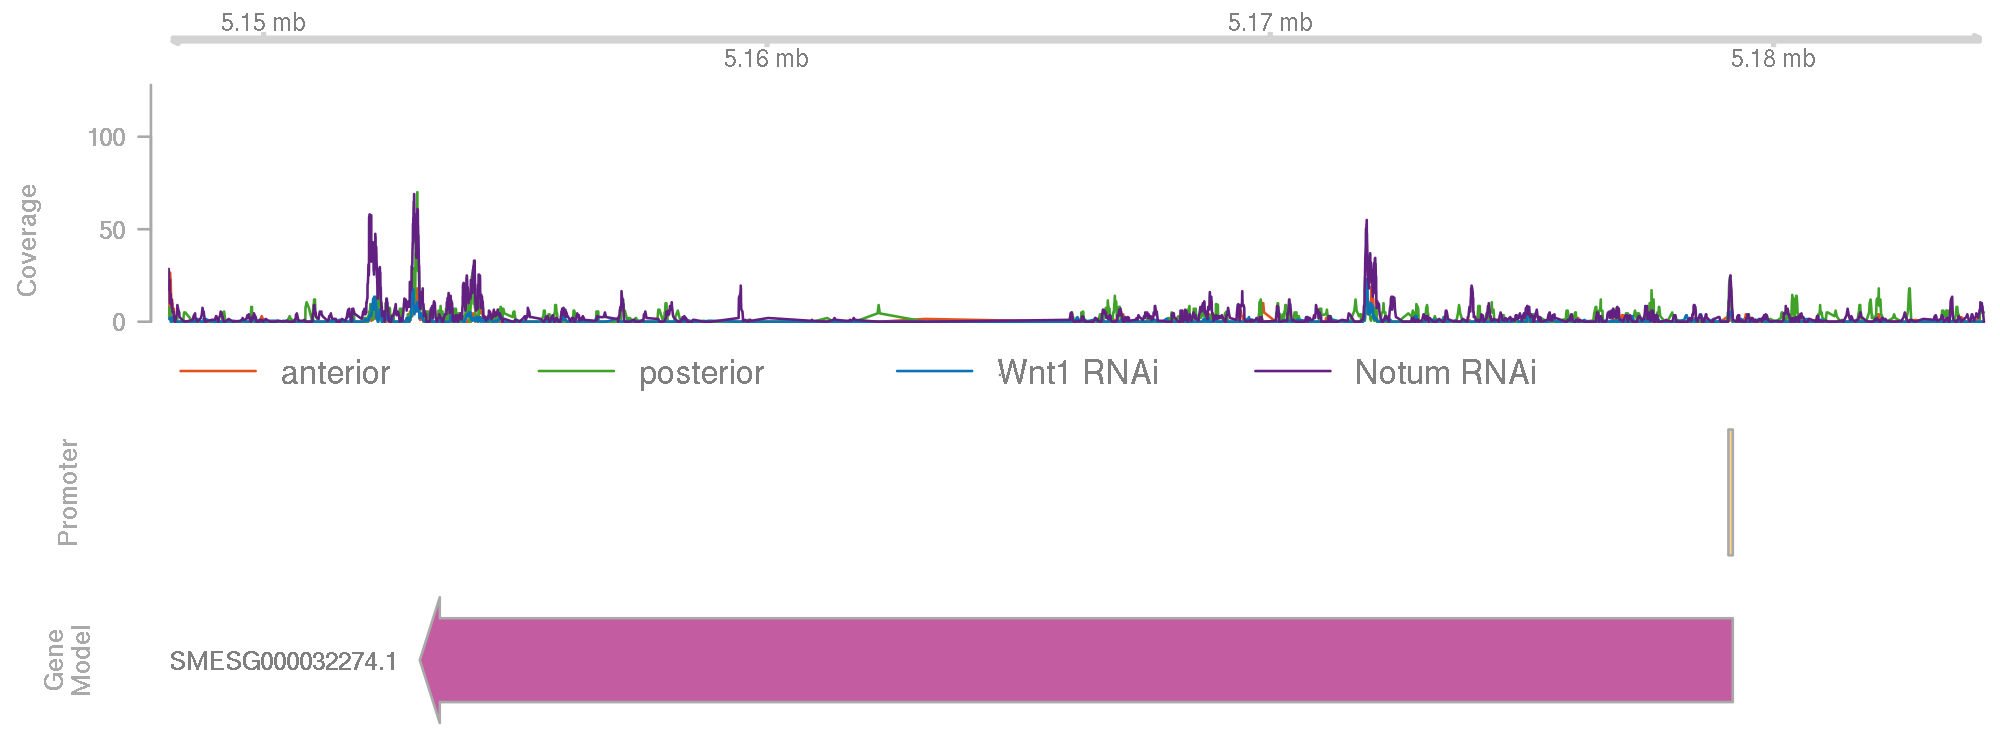 5.15 mb
5.17 mb
5.16 mb
5.18 mb
Coverage
100
50
0
anterior
posterior
Wnt1 RNAi
Notum RNAi
Promoter
Gene
Model
SMESG000032274.1